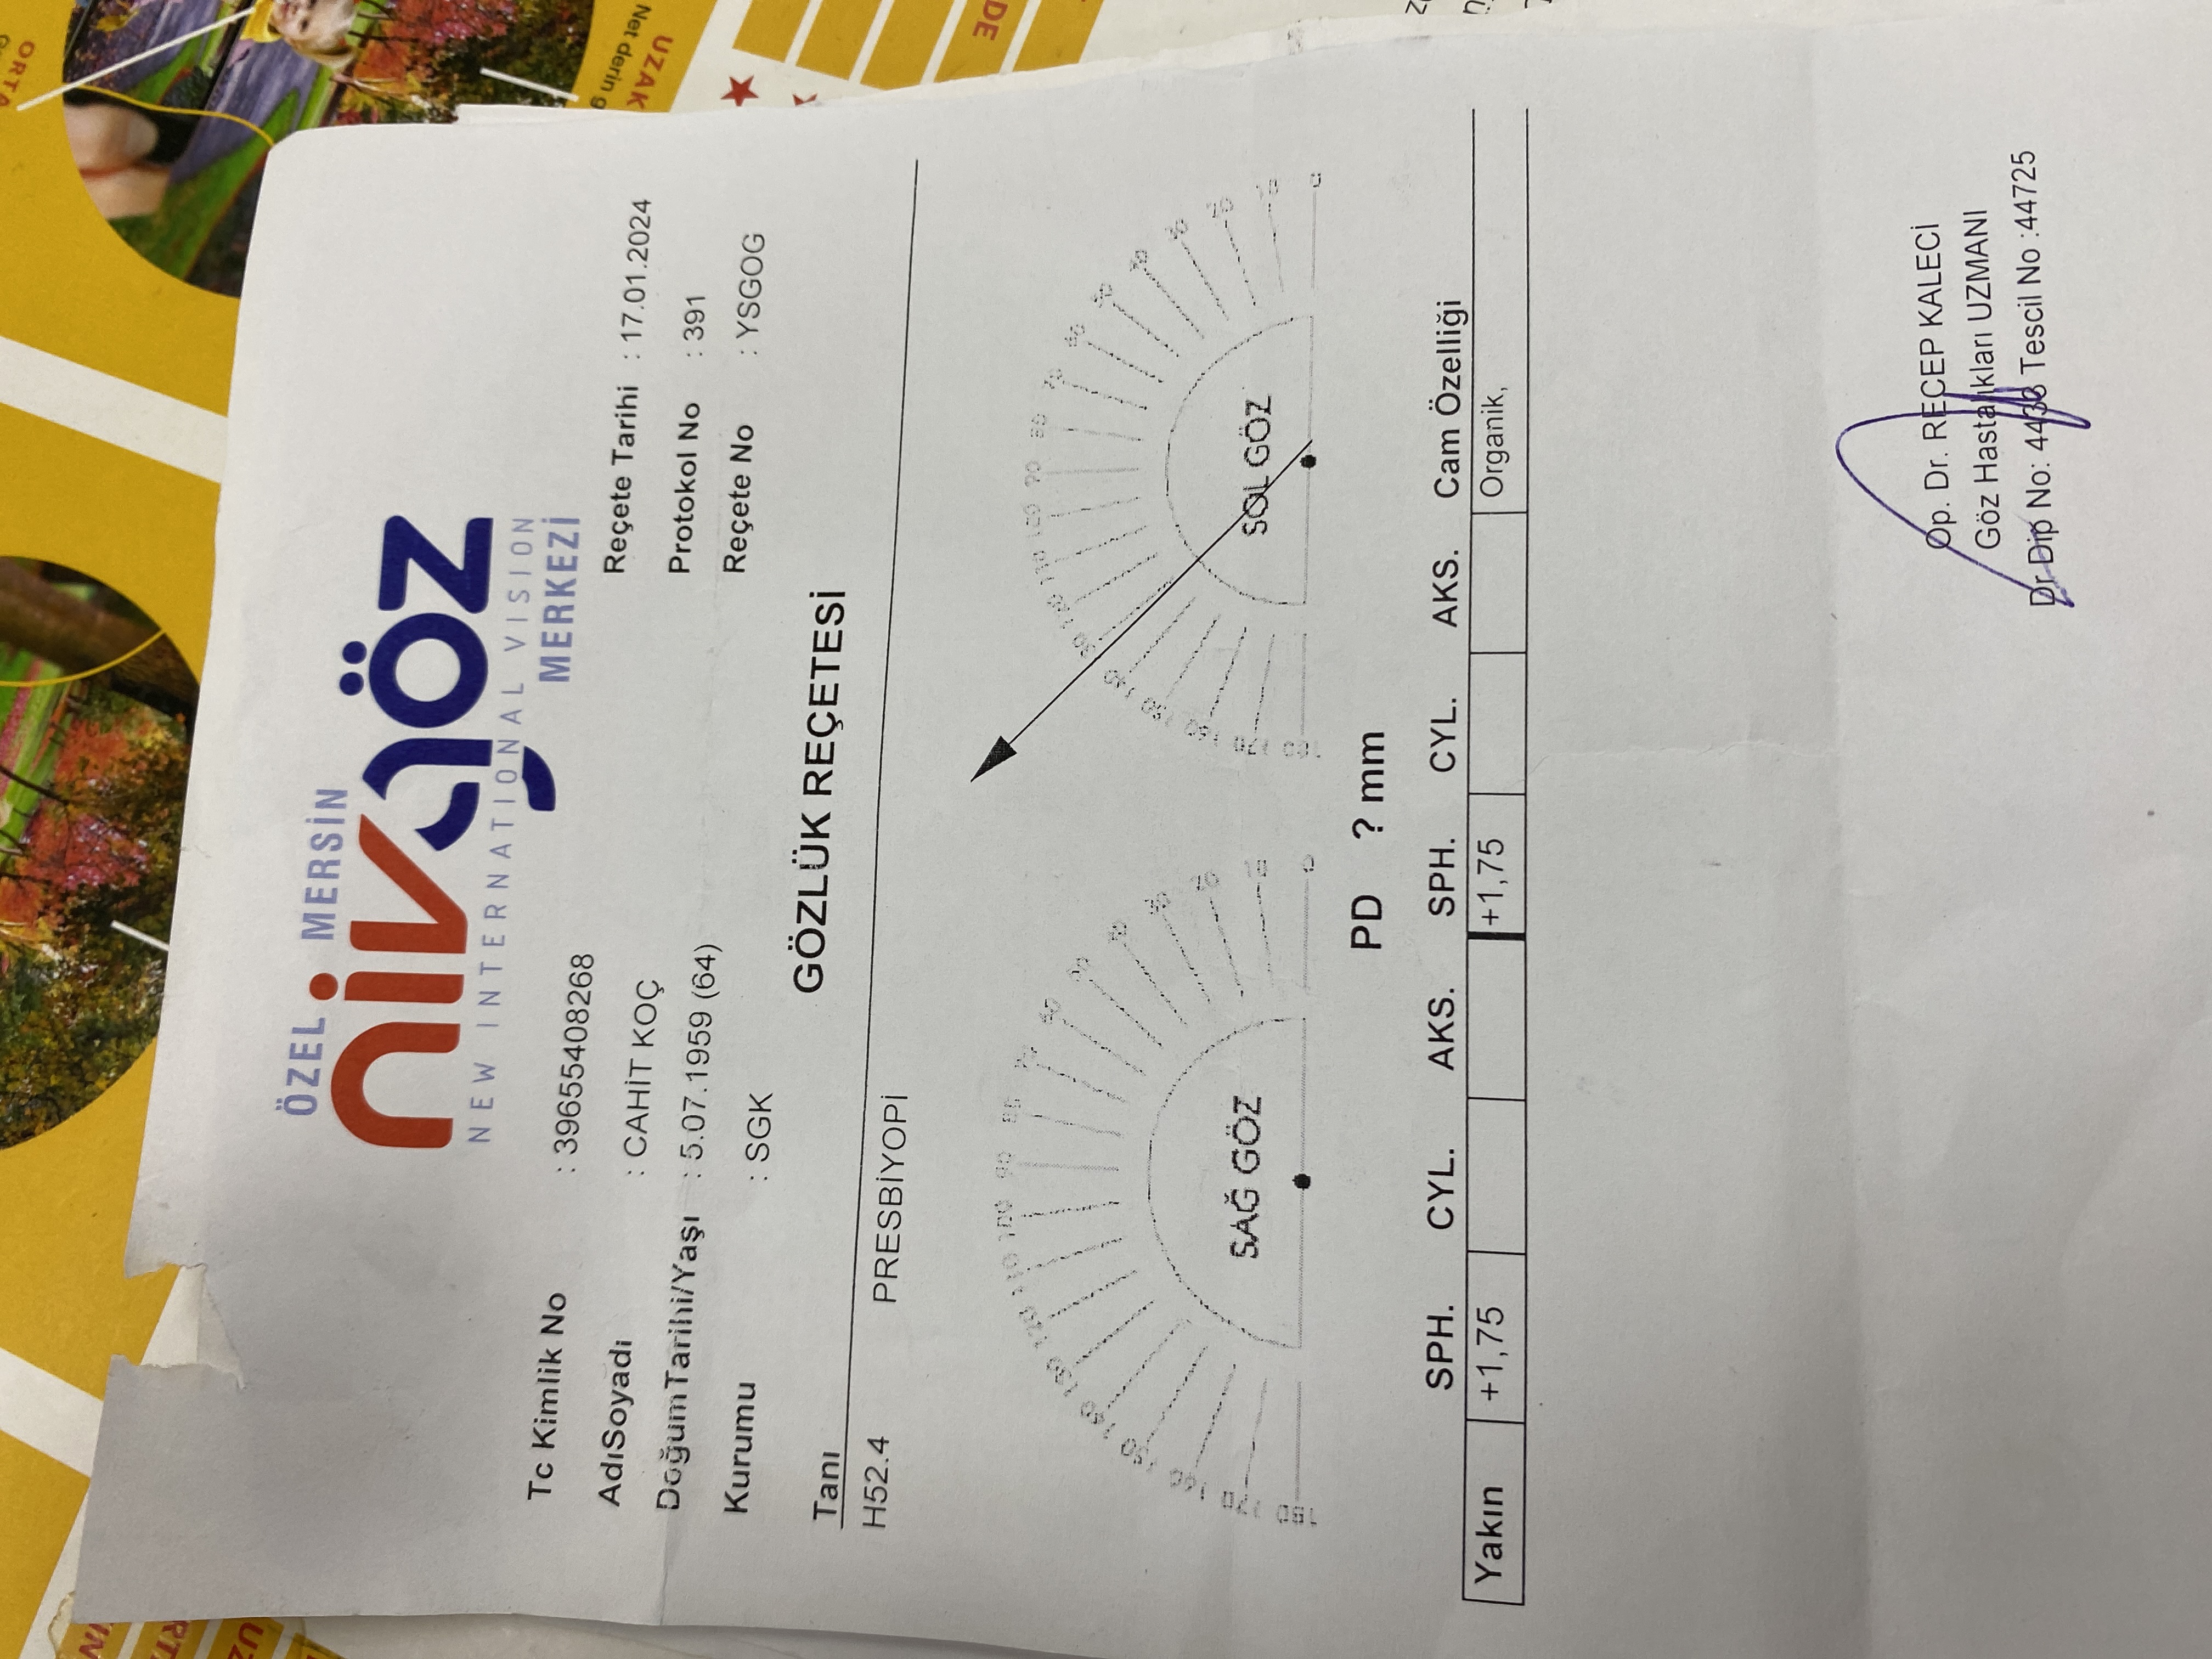 ÖZEL MERSİN
nivgöz
NEW INTERNATIONAL VISION
MERKEZİ
Tc Kimlik No : 39655408268
AdıSoyadı : CAHİT KOÇ
DoğumTarihi/Yaşı : 5.07.1959 (64)
Kurumu : SGK
Reçete Tarihi : 17.01.2024
Protokol No : 391
Reçete No : YSGOG
GÖZLÜK REÇETESİ
Tanı
H52.4 PRESBİYOPİ
180 170 160 150 140 130 120 110 100 90 80 70 60 50 40 30 20 10 0
SAĞ GÖZ
180 170 160 150 140 130 120 110 100 90 80 70 60 50 40 30 20 10 0
SOL GÖZ
PD ? mm
SPH. CYL. AKS. SPH. CYL. AKS. Cam Özelliği
Yakın +1,75 +1,75 Organik,
Op. Dr. RECEP KALECİ
Göz Hastalıkları UZMANI
Dr Dip No: 4433 Tescil No :44725
ORTA
UZAK
Net derin g
DE